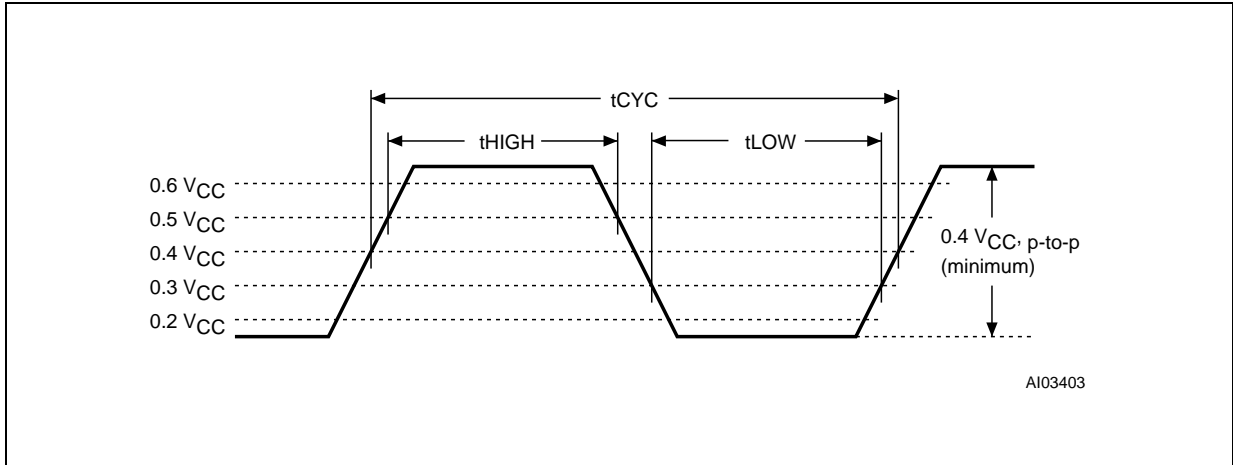 tCYC
tHIGH
tLOW
0.6 VCC
0.5 VCC
0.4 VCC
0.3 VCC
0.2 VCC
0.4 VCC, p-to-p
(minimum)
AI03403